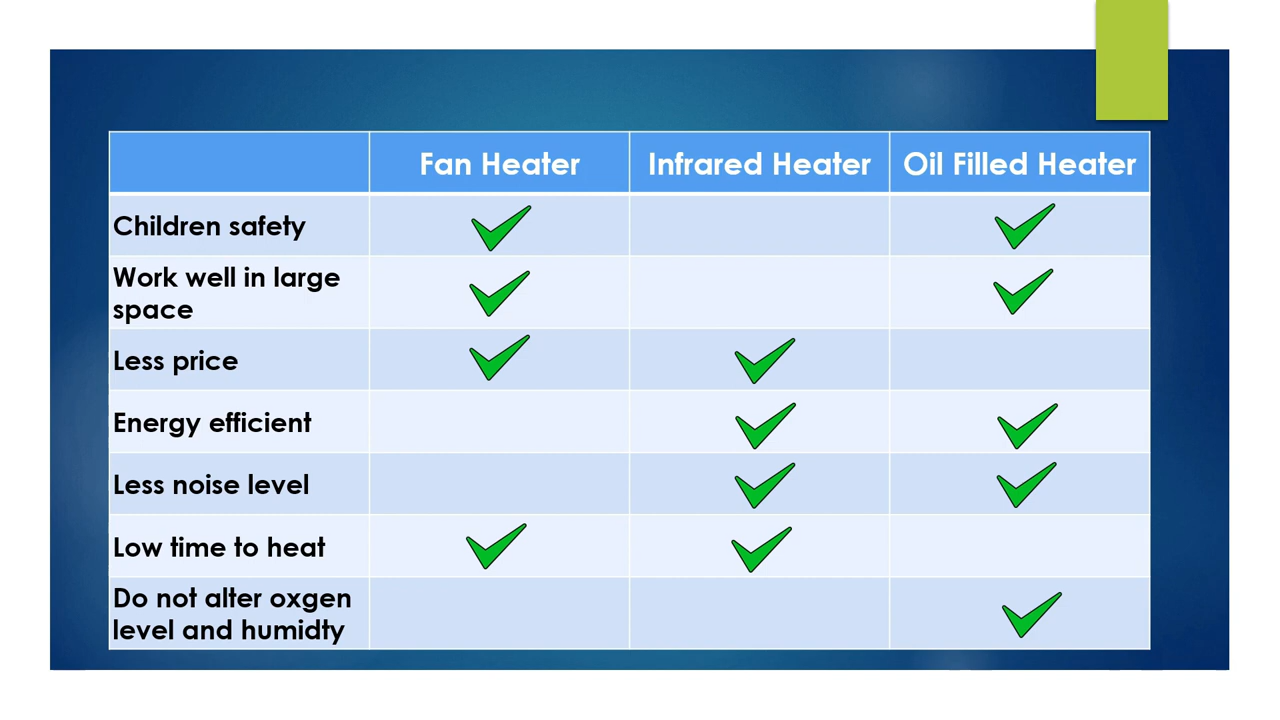 Fan Heater Infrared Heater Oil Filled Heater
Children safety
Work well in large
space
Less price
Energy efficient
Less noise level
Low time to heat
Do not alter oxgen
level and humidty